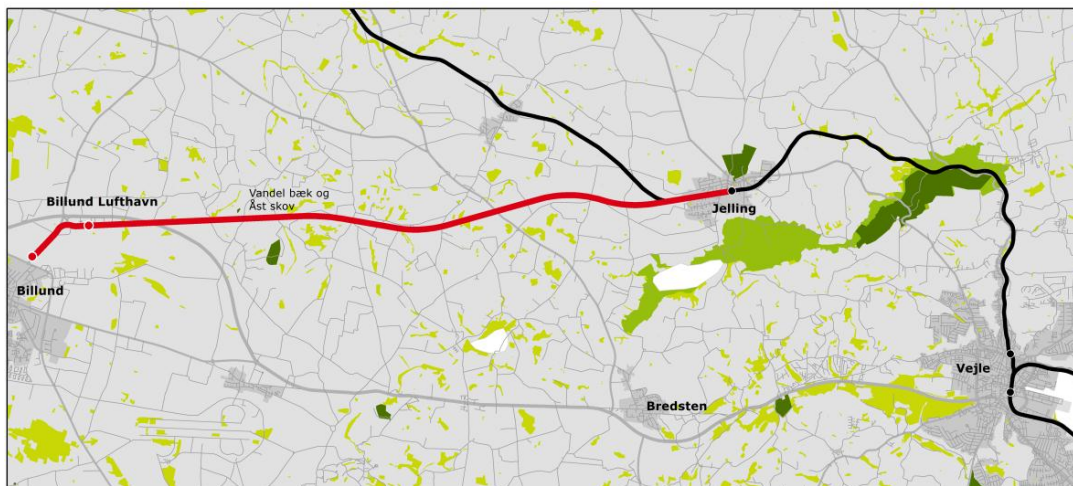 Vandel bæk og
Åst skov
Billund Lufthavn
Jelling
Billund
Vejle
Bredsten